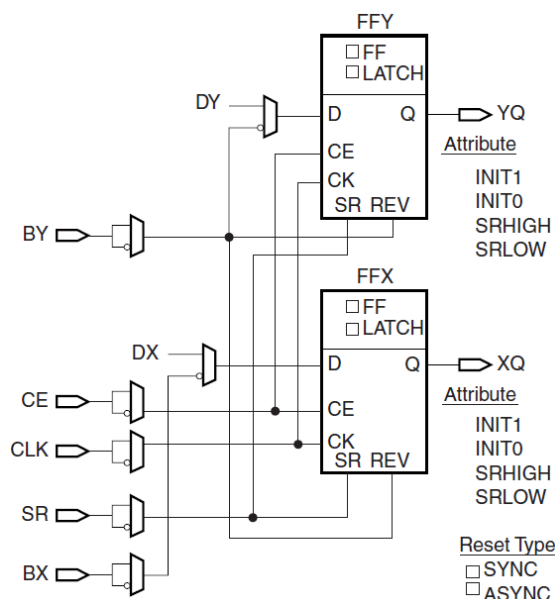 FFY
FF
LATCH
DY
D
Q
YQ
CE
CK
Attribute
INIT1
INIT0
SRHIGH
SRLOW
SR REV
BY
FFX
FF
LATCH
DX
D
Q
XQ
CE
CE
CLK
CK
Attribute
INIT1
INIT0
SRHIGH
SRLOW
SR REV
SR
BX
Reset Type
SYNC
ASYNC